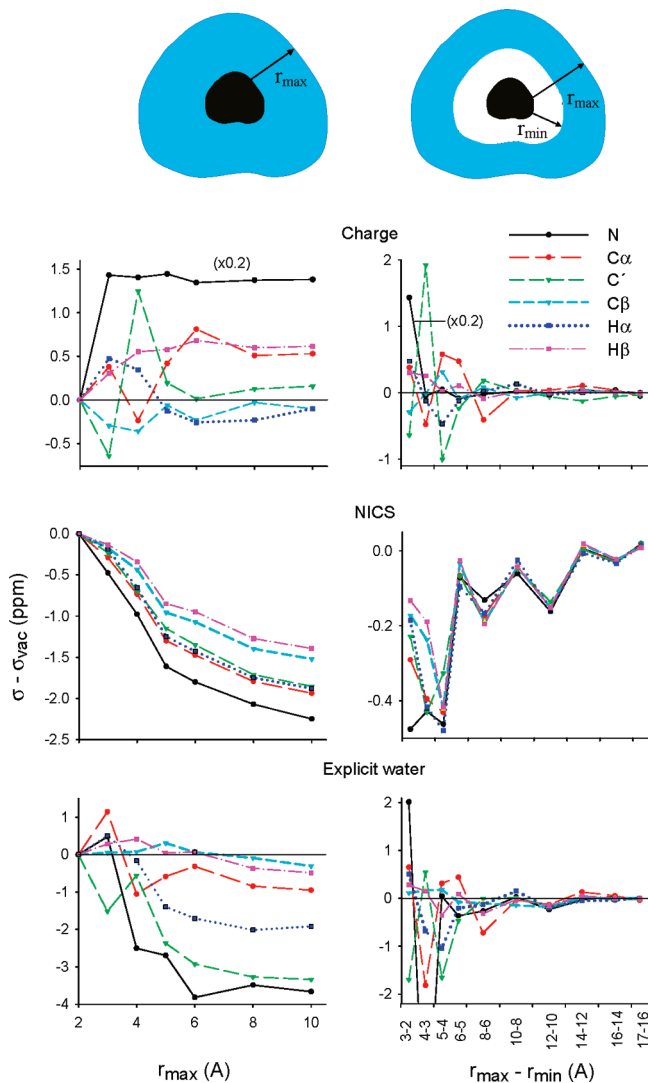 r_max
r_max
r_min
Charge
N
Cα
C´
Cβ
Hα
Hβ
(x0.2)
1.5
1.0
0.5
0.0
-0.5
(x0.2)
2
1
0
-1
NICS
σ - σ_vac (ppm)
0.0
-0.5
-1.0
-1.5
-2.0
-2.5
0.0
-0.2
-0.4
Explicit water
1
0
-1
-2
-3
-4
2
1
0
-1
-2
2 4 6 8 10
3-2 4-3 5-4 6-5 8-6 10-8 12-10 14-12 16-14 17-16
r_max (A)
r_max - r_min (A)